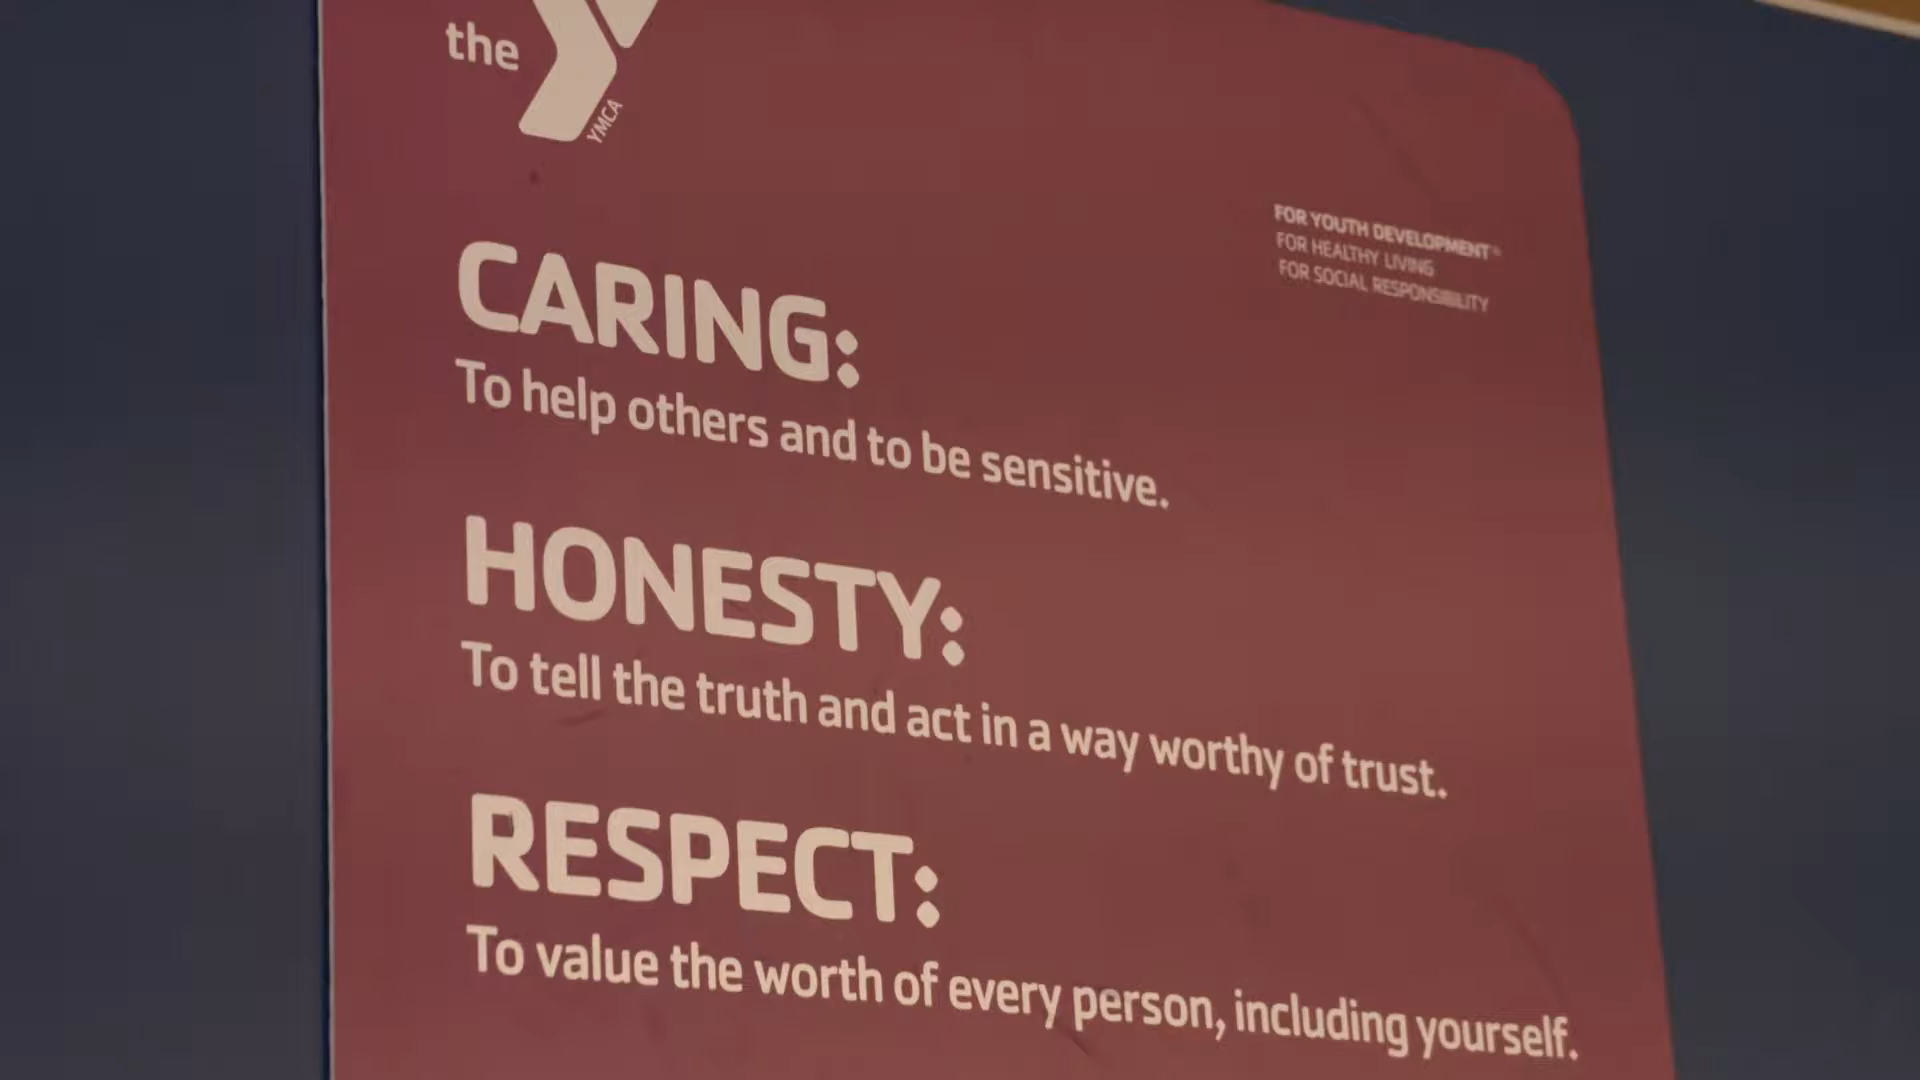 the
YMCA
FOR YOUTH DEVELOPMENT®
FOR HEALTHY LIVING
FOR SOCIAL RESPONSIBILITY
CARING:
To help others and to be sensitive.
HONESTY:
To tell the truth and act in a way worthy of trust.
RESPECT:
To value the worth of every person, including yourself.